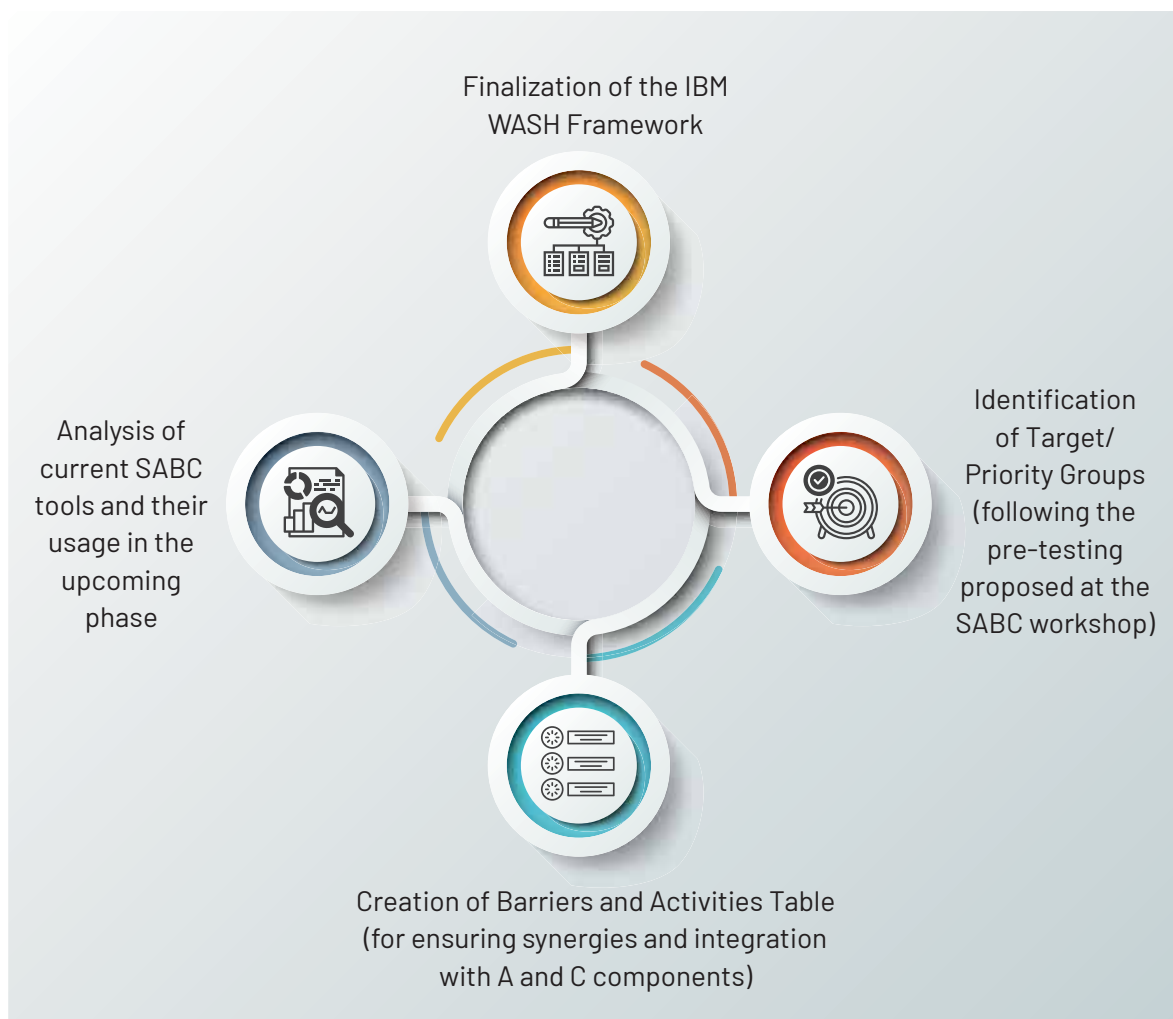 Finalization of the IBM
WASH Framework
Identification
of Target/
Priority Groups
(following the
pre-testing
proposed at the
SABC workshop)
Creation of Barriers and Activities Table
(for ensuring synergies and integration
with A and C components)
Analysis of
current SABC
tools and their
usage in the
upcoming
phase